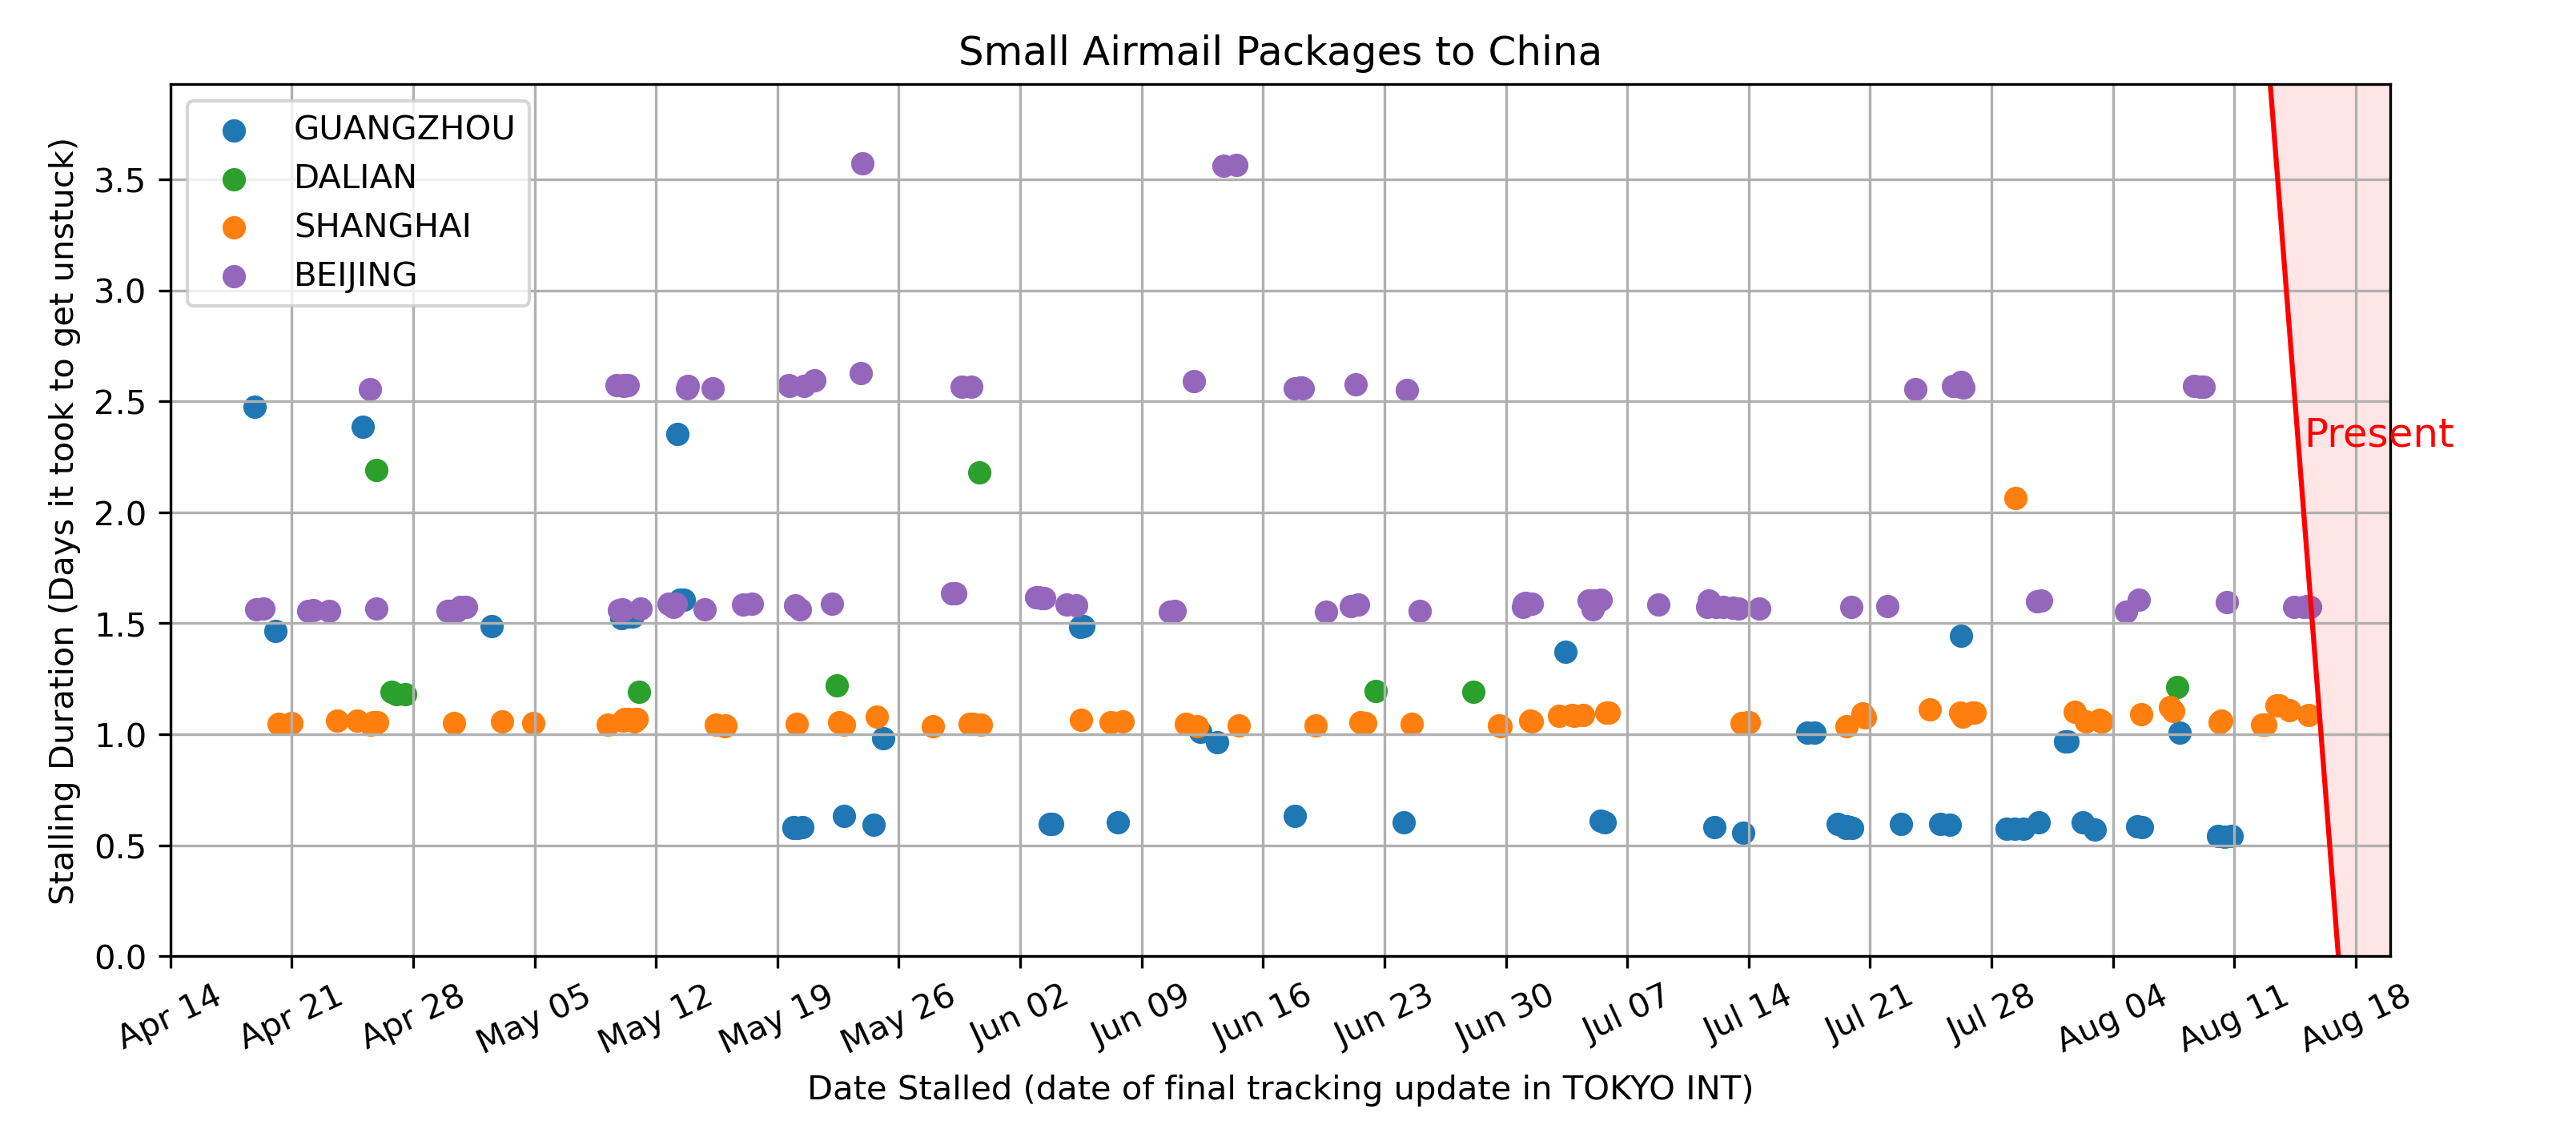 Small Airmail Packages to China
GUANGZHOU
DALIAN
SHANGHAI
BEIJING
Stalling Duration (Days it took to get unstuck)
3.5
3.0
2.5
2.0
1.5
1.0
0.5
0.0
Present
Apr 14
Apr 21
Apr 28
May 05
May 12
May 19
May 26
Jun 02
Jun 09
Jun 16
Jun 23
Jun 30
Jul 07
Jul 14
Jul 21
Jul 28
Aug 04
Aug 11
Aug 18
Date Stalled (date of final tracking update in TOKYO INT)